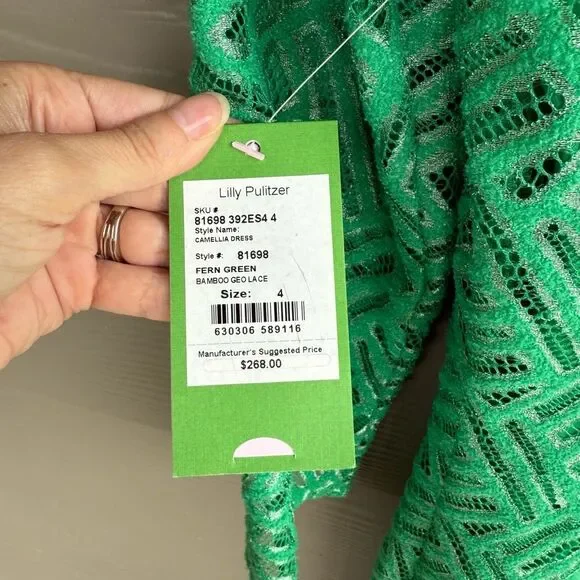 Lilly Pulitzer
SKU #
81698 392ES4 4
Style Name:
CAMELLIA DRESS
Style #: 81698
FERN GREEN
BAMBOO GEO LACE
Size: 4
630306 589116
Manufacturer's Suggested Price
$268.00